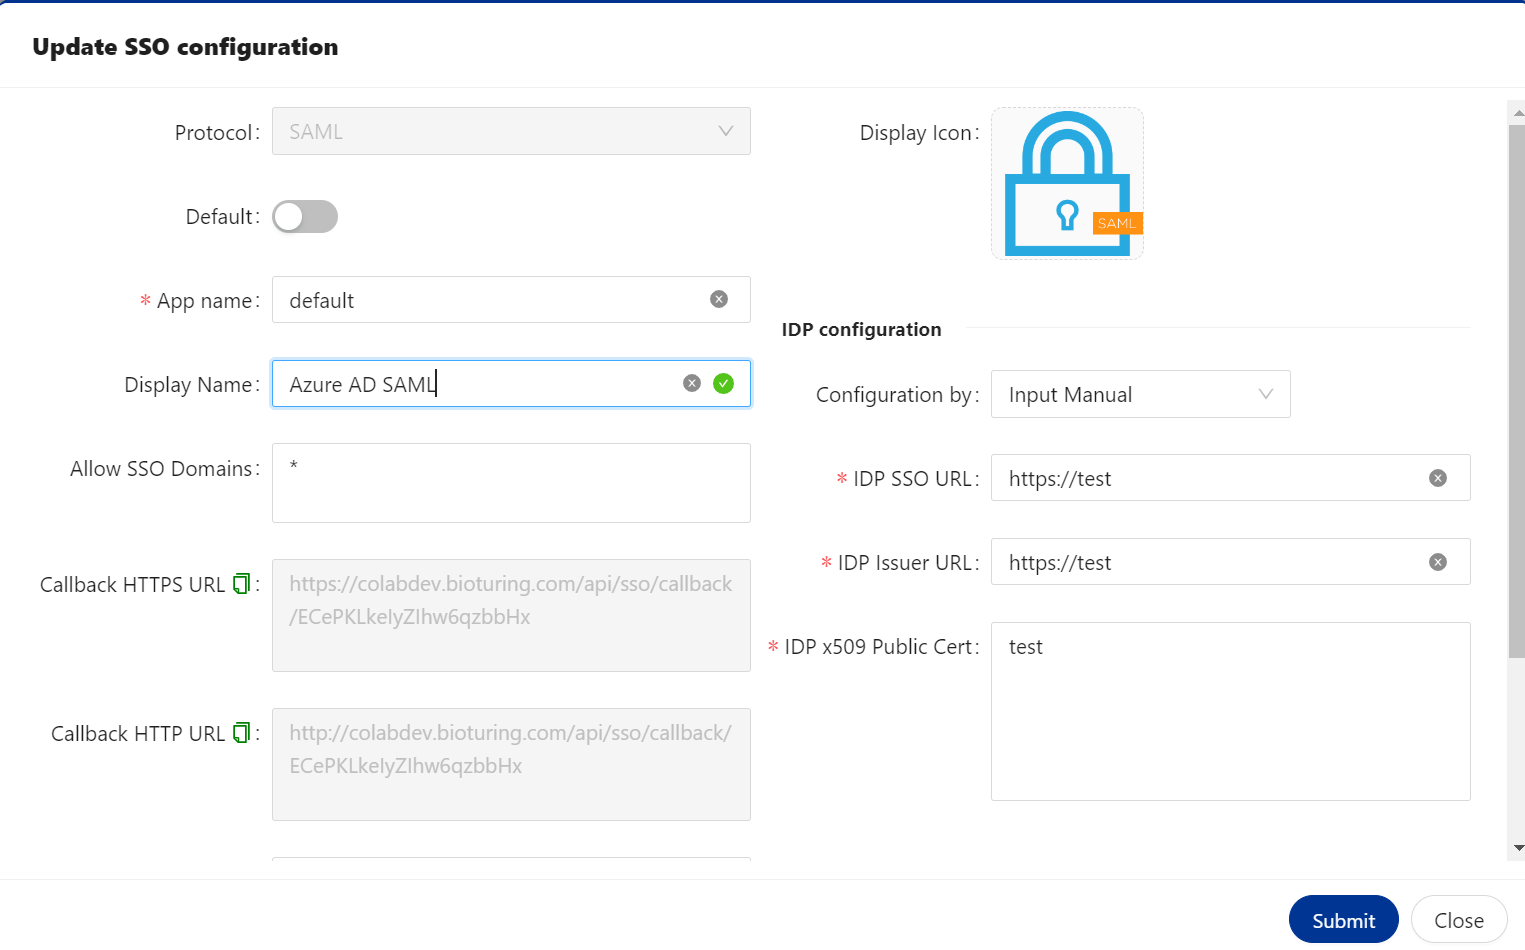 Update SSO configuration
Protocol:
SAML
Default:
* App name:
default
Display Name:
Azure AD SAML
Allow SSO Domains:
*
Callback HTTPS URL :
https://colabdev.bioturing.com/api/sso/callback
/ECePKLkeIyZIhw6qzbbHx
Callback HTTP URL :
http://colabdev.bioturing.com/api/sso/callback/
ECePKLkeIyZIhw6qzbbHx
Display Icon:
SAML
IDP configuration
Configuration by:
Input Manual
* IDP SSO URL:
https://test
* IDP Issuer URL:
https://test
* IDP x509 Public Cert:
test
Submit
Close